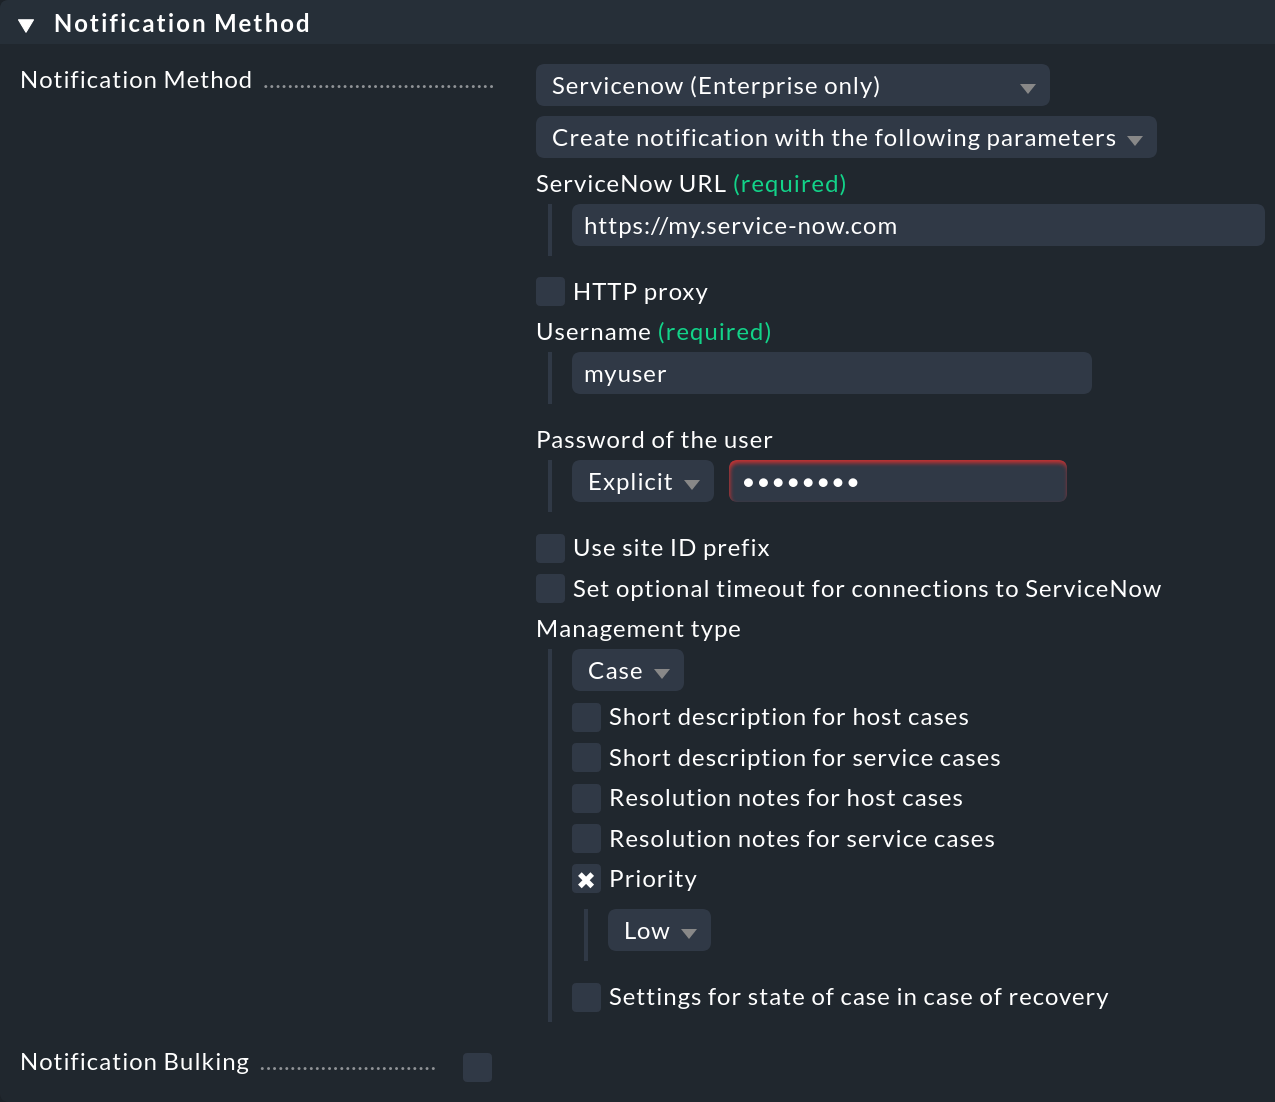 Notification Method
Notification Method
Servicenow (Enterprise only)
Create notification with the following parameters
ServiceNow URL (required)
https://my.service-now.com
HTTP proxy
Username (required)
myuser
Password of the user
Explicit ••••••••
Use site ID prefix
Set optional timeout for connections to ServiceNow
Management type
Case
Short description for host cases
Short description for service cases
Resolution notes for host cases
Resolution notes for service cases
Priority
Low
Settings for state of case in case of recovery
Notification Bulking